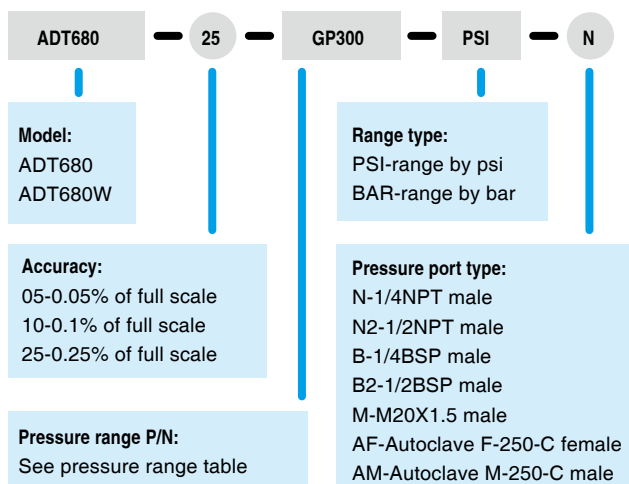 ADT680 25 GP300 PSI N
Model:
ADT680
ADT680W
Range type:
PSI-range by psi
BAR-range by bar
Accuracy:
05-0.05% of full scale
10-0.1% of full scale
25-0.25% of full scale
Pressure port type:
N-1/4NPT male
N2-1/2NPT male
B-1/4BSP male
B2-1/2BSP male
M-M20X1.5 male
AF-Autoclave F-250-C female
AM-Autoclave M-250-C male
Pressure range P/N:
See pressure range table